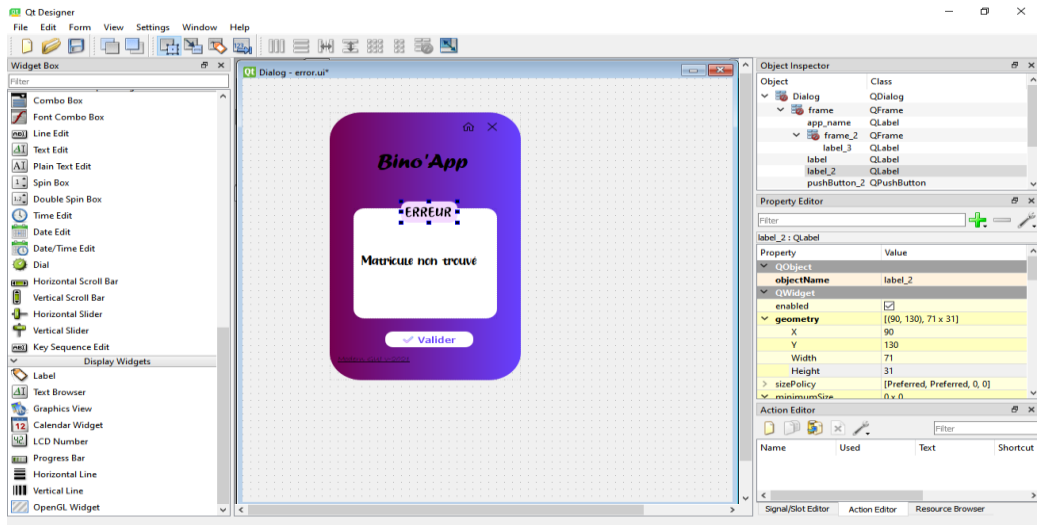 Qt Designer
File Edit Form View Settings Window Help
Widget Box
Filter
Combo Box
Font Combo Box
Line Edit
Text Edit
Plain Text Edit
Spin Box
Double Spin Box
Time Edit
Date Edit
Date/Time Edit
Dial
Horizontal Scroll Bar
Vertical Scroll Bar
Horizontal Slider
Vertical Slider
Key Sequence Edit
Display Widgets
Label
Text Browser
Graphics View
Calendar Widget
LCD Number
Progress Bar
Horizontal Line
Vertical Line
OpenGL Widget
Dialog - error.ui*
Bino'App
ERREUR
Matricule non trouvé
Valider
Object Inspector
Object Class
Dialog QDialog
frame QFrame
app_name QLabel
frame_2 QFrame
label_3 QLabel
label QLabel
label_2 QLabel
pushButton_2 QPushButton
Property Editor
Filter
label_2 : QLabel
Property Value
QObject
objectName label_2
QWidget
enabled
geometry [(90, 130), 71 x 31]
X 90
Y 130
Width 71
Height 31
sizePolicy [Preferred, Preferred, 0, 0]
minimumSize 0 x 0
Action Editor
Filter
Name Used Text Shortcut
Signal/Slot Editor Action Editor Resource Browser